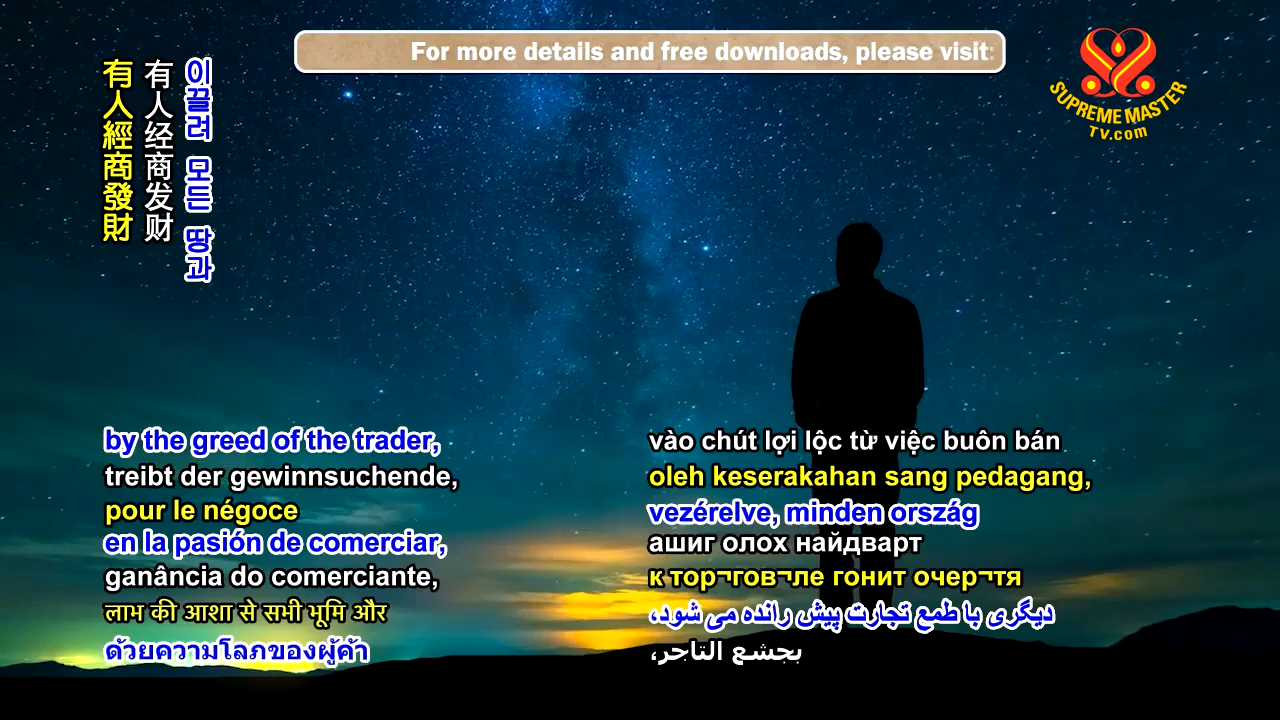 For more details and free downloads, please visit:
SUPREME MASTER
TV.com
有人經商發財
有人经商发财
이끌려 모든 땅과
by the greed of the trader,
treibt der gewinnsuchende,
pour le négoce
en la pasión de comerciar,
ganância do comerciante,
लाभ की आशा से सभी भूमि और
ด้วยความโลภของผู้ค้า
vào chút lợi lộc từ việc buôn bán
oleh keserakahan sang pedagang,
vezérelve, minden ország
ашиг олох найдварт
к тор¬гов¬ле гонит очер¬тя
دیگری با طمع تجارت پیش رانده می شود،
بجشع التاجر،